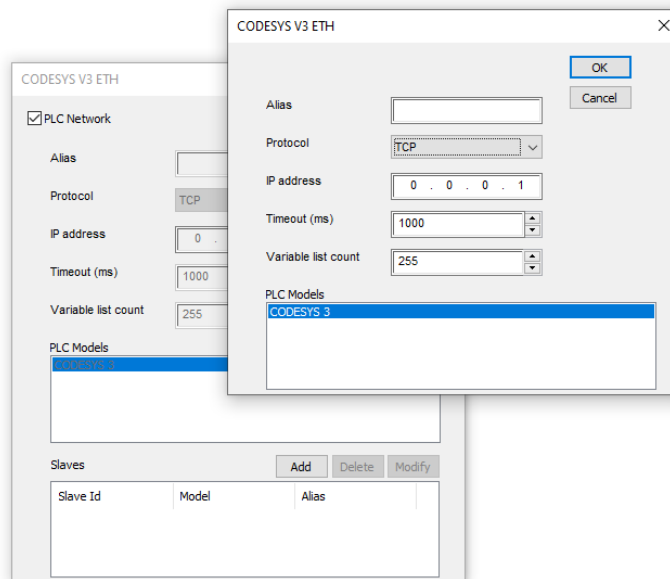 CODESYS V3 ETH
OK
Cancel
Alias
Protocol
TCP
IP address
0 . 0 . 0 . 1
Timeout (ms)
1000
Variable list count
255
PLC Models
CODESYS 3
CODESYS V3 ETH
PLC Network
Alias
Protocol
TCP
IP address
0 .
Timeout (ms)
1000
Variable list count
255
PLC Models
CODESYS 3
Slaves
Add
Delete
Modify
Slave Id
Model
Alias